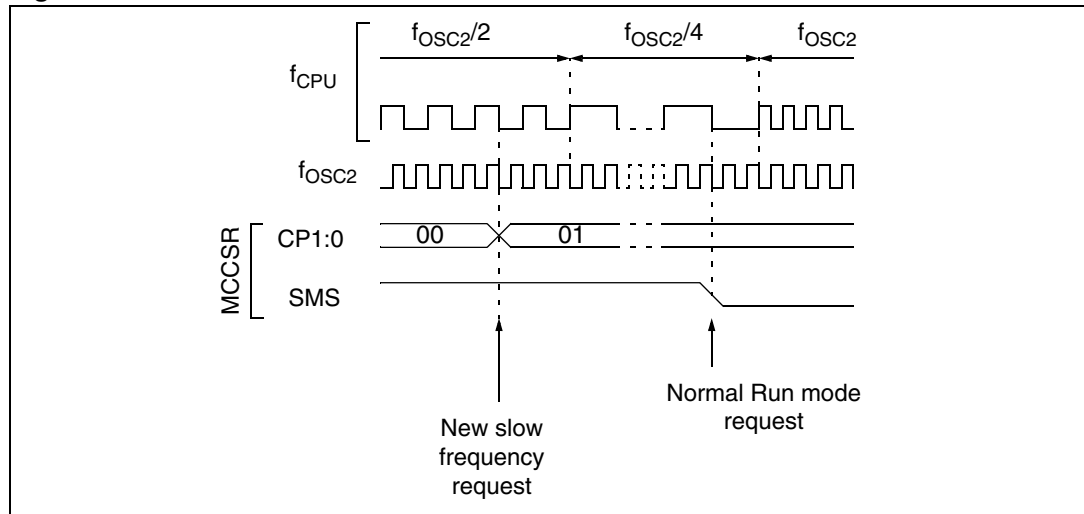 fOSC2/2 fOSC2/4 fOSC2
fCPU
fOSC2
MCCSR
CP1:0 00 01
SMS
Normal Run mode
request
New slow
frequency
request